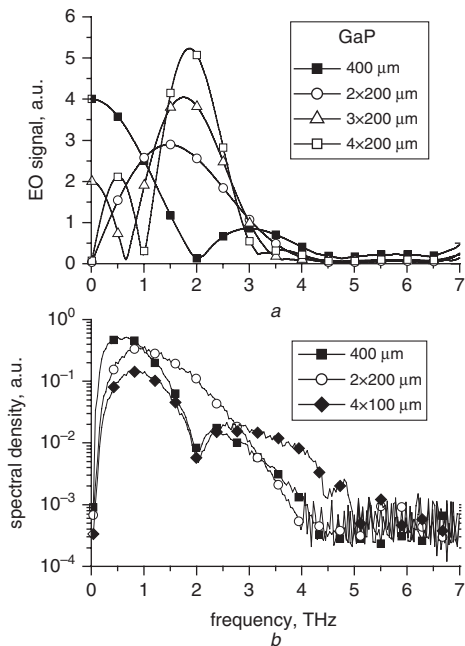 6
5
4
3
2
1
0
EO signal, a.u.
GaP
400 µm
2×200 µm
3×200 µm
4×200 µm
0 1 2 3 4 5 6 7
a
10⁰
10⁻¹
10⁻²
10⁻³
10⁻⁴
spectral density, a.u.
400 µm
2×200 µm
4×100 µm
0 1 2 3 4 5 6 7
frequency, THz
b